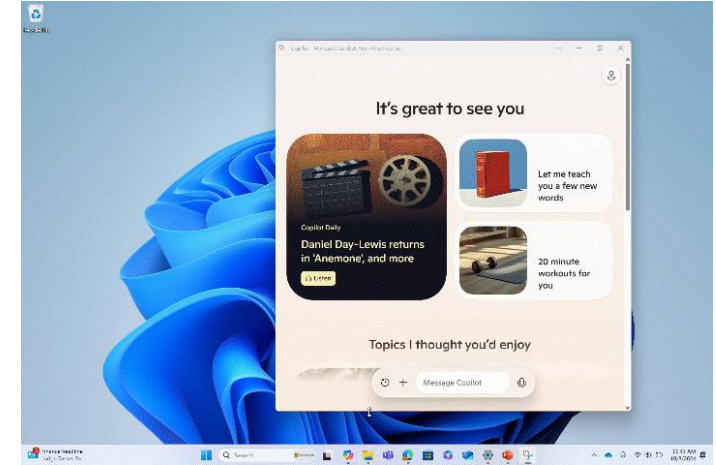 It's great to see you
Copilot Daily
Daniel Day-Lewis returns
in 'Anemone', and more
Listen
Let me teach
you a few new
words
20 minute
workouts for
you
Topics I thought you'd enjoy
Message Copilot
Search